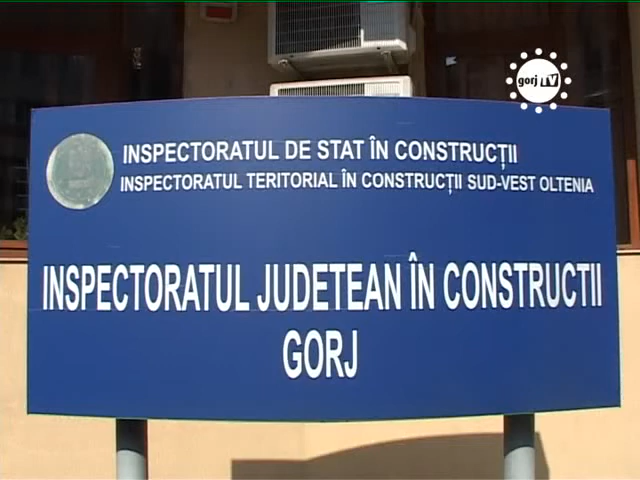 gorj TV
INSPECTORATUL DE STAT ÎN CONSTRUCȚII
INSPECTORATUL TERITORIAL ÎN CONSTRUCȚII SUD-VEST OLTENIA
INSPECTORATUL JUDETEAN ÎN CONSTRUCTII
GORJ